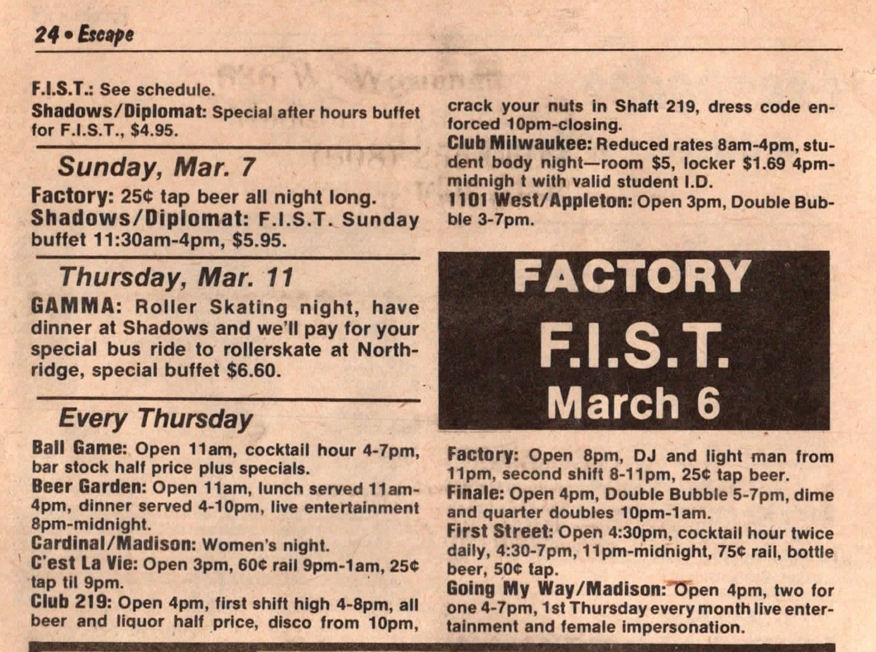 24 • Escape
F.I.S.T.: See schedule.
Shadows/Diplomat: Special after hours buffet
for F.I.S.T., $4.95.
Sunday, Mar. 7
Factory: 25¢ tap beer all night long.
Shadows/Diplomat: F.I.S.T. Sunday
buffet 11:30am-4pm, $5.95.
Thursday, Mar. 11
GAMMA: Roller Skating night, have
dinner at Shadows and we'll pay for your
special bus ride to rollerskate at North-
ridge, special buffet $6.60.
Every Thursday
Ball Game: Open 11am, cocktail hour 4-7pm,
bar stock half price plus specials.
Beer Garden: Open 11am, lunch served 11am-
4pm, dinner served 4-10pm, live entertainment
8pm-midnight.
Cardinal/Madison: Women's night.
C'est La Vie: Open 3pm, 60¢ rail 9pm-1am, 25¢
tap til 9pm.
Club 219: Open 4pm, first shift high 4-8pm, all
beer and liquor half price, disco from 10pm,
crack your nuts in Shaft 219, dress code en-
forced 10pm-closing.
Club Milwaukee: Reduced rates 8am-4pm, stu-
dent body night—room $5, locker $1.69 4pm-
midnigh t with valid student I.D.
1101 West/Appleton: Open 3pm, Double Bub-
ble 3-7pm.
FACTORY
F.I.S.T.
March 6
Factory: Open 8pm, DJ and light man from
11pm, second shift 8-11pm, 25¢ tap beer.
Finale: Open 4pm, Double Bubble 5-7pm, dime
and quarter doubles 10pm-1am.
First Street: Open 4:30pm, cocktail hour twice
daily, 4:30-7pm, 11pm-midnight, 75¢ rail, bottle
beer, 50¢ tap.
Going My Way/Madison: Open 4pm, two for
one 4-7pm, 1st Thursday every month live enter-
tainment and female impersonation.